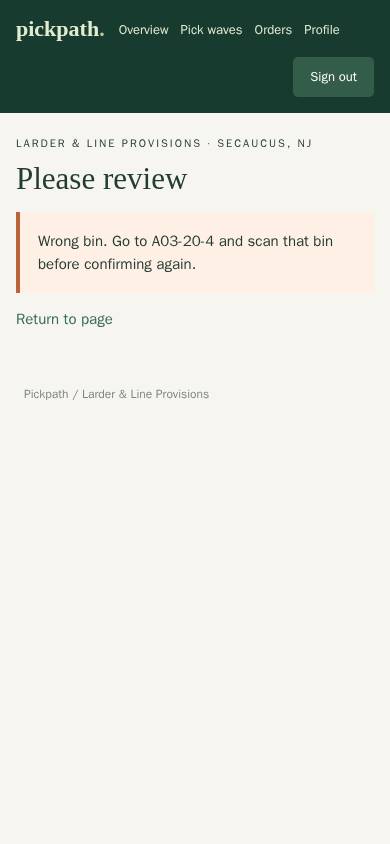 pickpath. Overview Pick waves Orders Profile
Sign out
LARDER & LINE PROVISIONS · SECAUCUS, NJ
Please review
Wrong bin. Go to A03-20-4 and scan that bin
before confirming again.
Return to page
Pickpath / Larder & Line Provisions